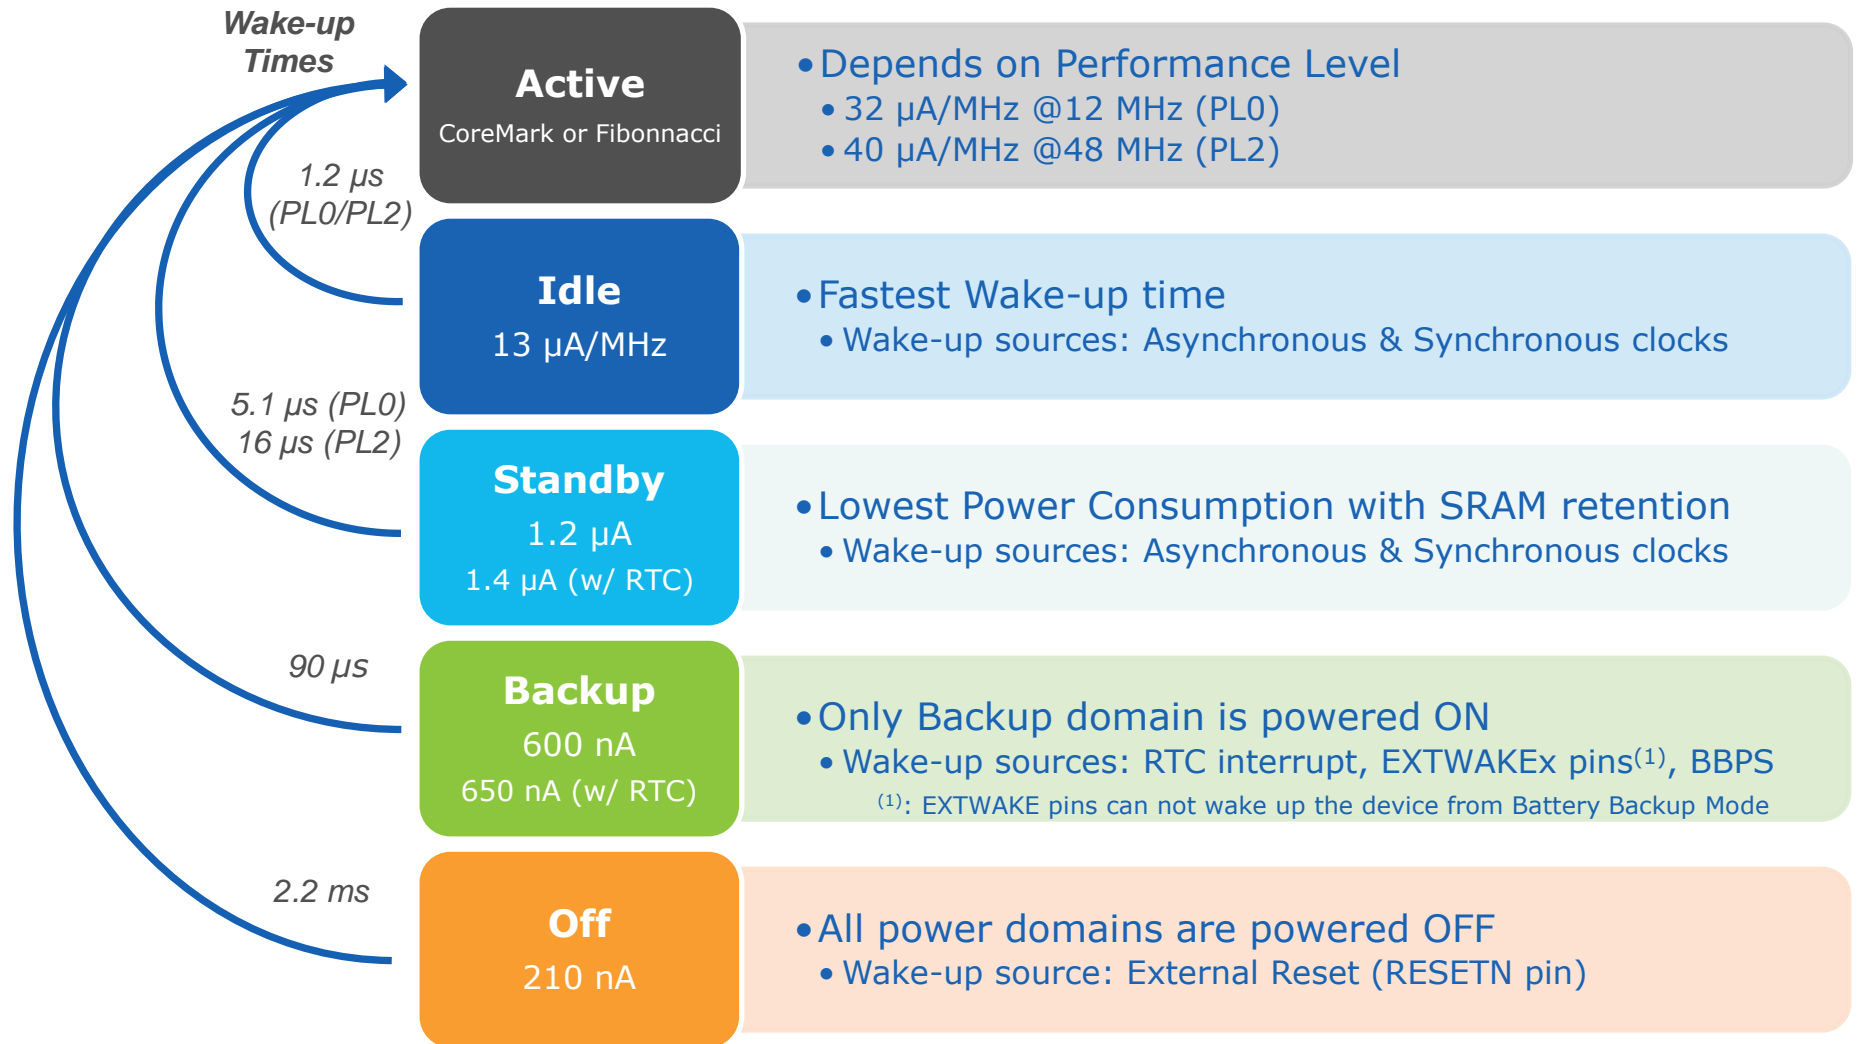 Wake-up
Times
Active
CoreMark or Fibonnacci
•Depends on Performance Level
•32 µA/MHz @12 MHz (PL0)
•40 µA/MHz @48 MHz (PL2)
1.2 µs
(PL0/PL2)
Idle
13 µA/MHz
•Fastest Wake-up time
•Wake-up sources: Asynchronous & Synchronous clocks
5.1 µs (PL0)
16 µs (PL2)
Standby
1.2 µA
1.4 µA (w/ RTC)
•Lowest Power Consumption with SRAM retention
•Wake-up sources: Asynchronous & Synchronous clocks
90 µs
Backup
600 nA
650 nA (w/ RTC)
•Only Backup domain is powered ON
•Wake-up sources: RTC interrupt, EXTWAKEx pins(1), BBPS
(1): EXTWAKE pins can not wake up the device from Battery Backup Mode
2.2 ms
Off
210 nA
•All power domains are powered OFF
•Wake-up source: External Reset (RESETN pin)